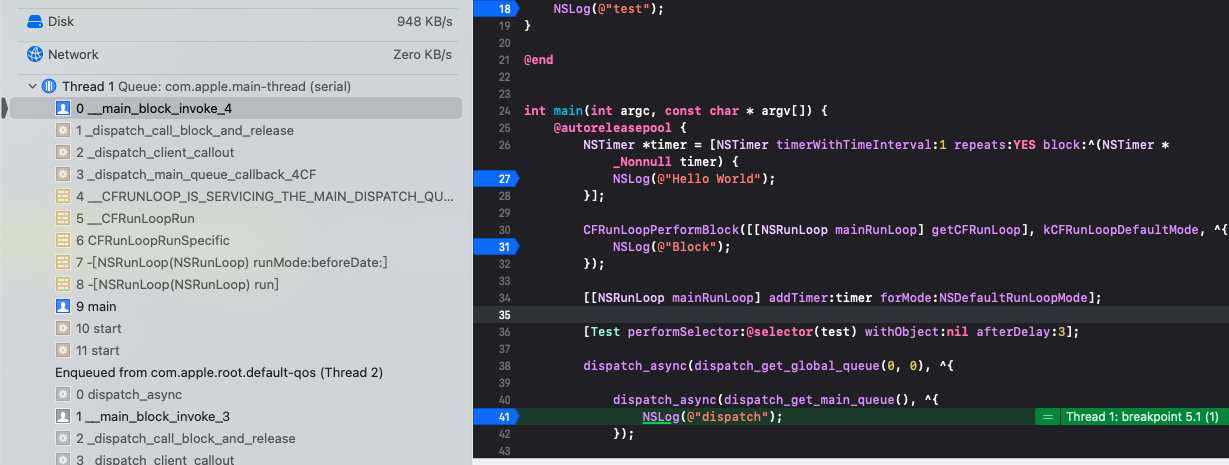 Disk 948 KB/s
Network Zero KB/s
Thread 1 Queue: com.apple.main-thread (serial)
0 __main_block_invoke_4
1 _dispatch_call_block_and_release
2 _dispatch_client_callout
3 _dispatch_main_queue_callback_4CF
4 __CFRUNLOOP_IS_SERVICING_THE_MAIN_DISPATCH_QU...
5 __CFRunLoopRun
6 CFRunLoopRunSpecific
7 -[NSRunLoop(NSRunLoop) runMode:beforeDate:]
8 -[NSRunLoop(NSRunLoop) run]
9 main
10 start
11 start
Enqueued from com.apple.root.default-qos (Thread 2)
0 dispatch_async
1 __main_block_invoke_3
2 _dispatch_call_block_and_release
3 _dispatch_client_callout
18 NSLog(@"test");
19 }
20
21 @end
22
23
24 int main(int argc, const char * argv[]) {
25 @autoreleasepool {
26 NSTimer *timer = [NSTimer timerWithTimeInterval:1 repeats:YES block:^(NSTimer *
_Nonnull timer) {
27 NSLog(@"Hello World");
28 }];
29
30 CFRunLoopPerformBlock([[NSRunLoop mainRunLoop] getCFRunLoop], kCFRunLoopDefaultMode, ^{
31 NSLog(@"Block");
32 });
33
34 [[NSRunLoop mainRunLoop] addTimer:timer forMode:NSDefaultRunLoopMode];
35
36 [Test performSelector:@selector(test) withObject:nil afterDelay:3];
37
38 dispatch_async(dispatch_get_global_queue(0, 0), ^{
39
40 dispatch_async(dispatch_get_main_queue(), ^{
41 NSLog(@"dispatch"); = Thread 1: breakpoint 5.1 (1)
42 });
43